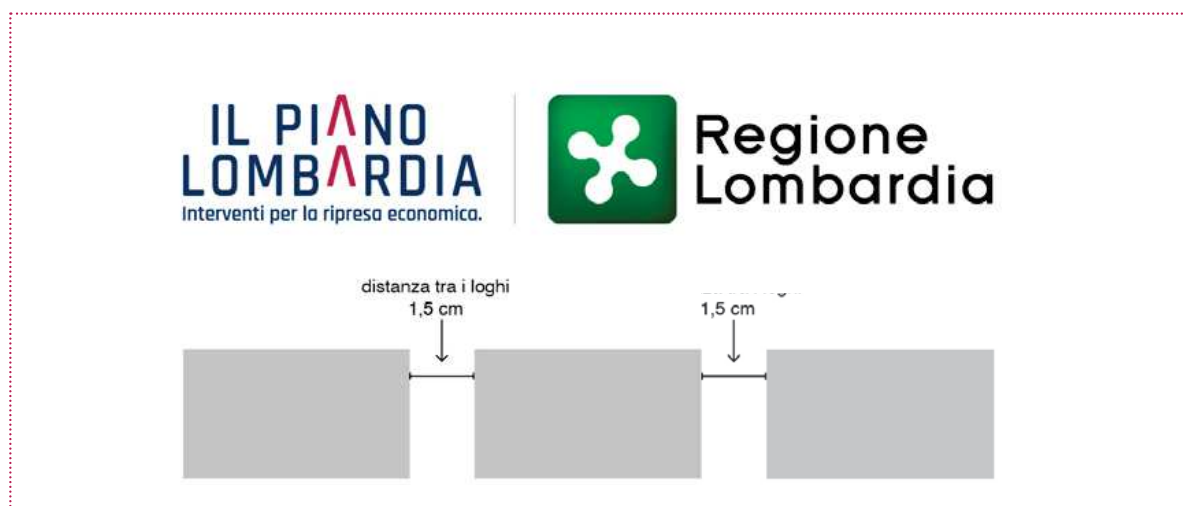 IL PIANO
LOMBARDIA
Interventi per la ripresa economica.
Regione
Lombardia
distanza tra i loghi
1,5 cm
1,5 cm